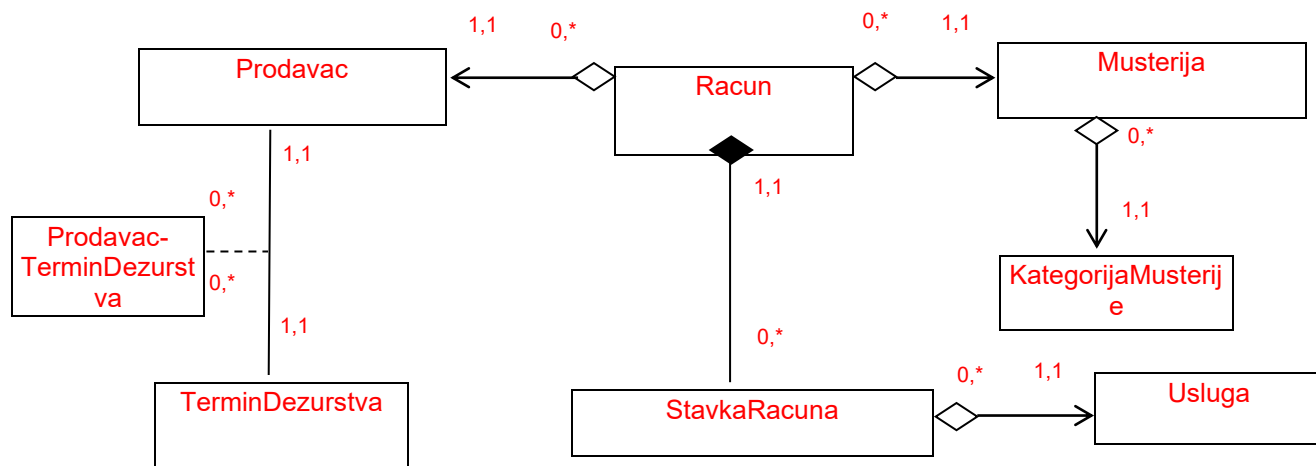 1,1
0,*
0,*
1,1
Prodavac
Racun
Musterija
1,1
0,*
1,1
0,*
1,1
Prodavac-
TerminDezurst
va
0,*
KategorijaMusterij
e
1,1
0,*
TerminDezurstva
StavkaRacuna
0,*
1,1
Usluga